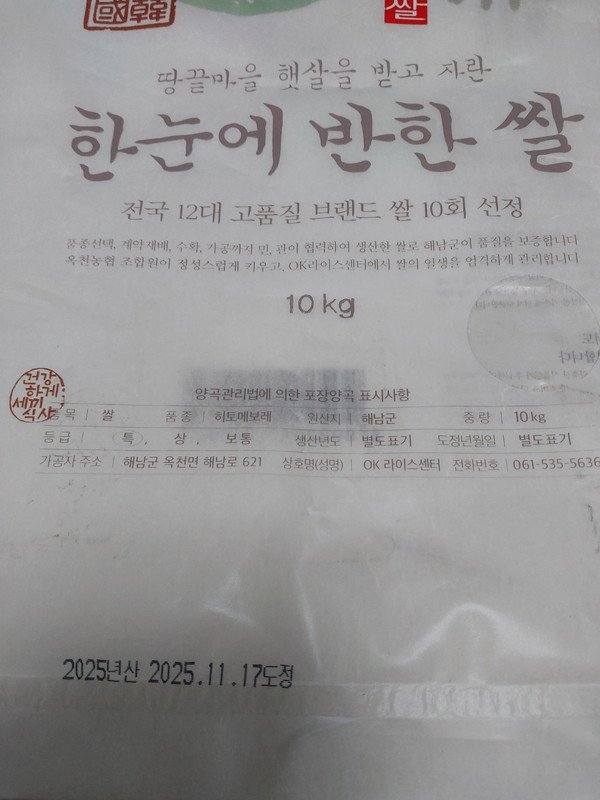 國韓
쌀
땅끝마을 햇살을 받고 자란
한눈에 반한 쌀
전국 12대 고품질 브랜드 쌀 10회 선정
품종선택, 계약재배, 수확, 가공까지 민, 관이 협력하여 생산한 쌀로 해남군이 품질을 보증합니다
옥천농협 조합원이 정성스럽게 키우고, OK라이스센터에서 쌀의 일생을 엄격하게 관리합니다
10 kg
양곡관리법에 의한 포장양곡 표시사항
건강
하게
세끼
식사
품목 | 쌀 품종 | 히토메보레 원산지 | 해남군 중량 | 10 kg
등급 | (특), 상, 보통 생산년도 | 별도표기 도정년월일 | 별도표기
가공자 주소 | 해남군 옥천면 해남로 621 상호명(성명) | OK 라이스센터 전화번호 | 061-535-5636
2025년산 2025.11.17도정